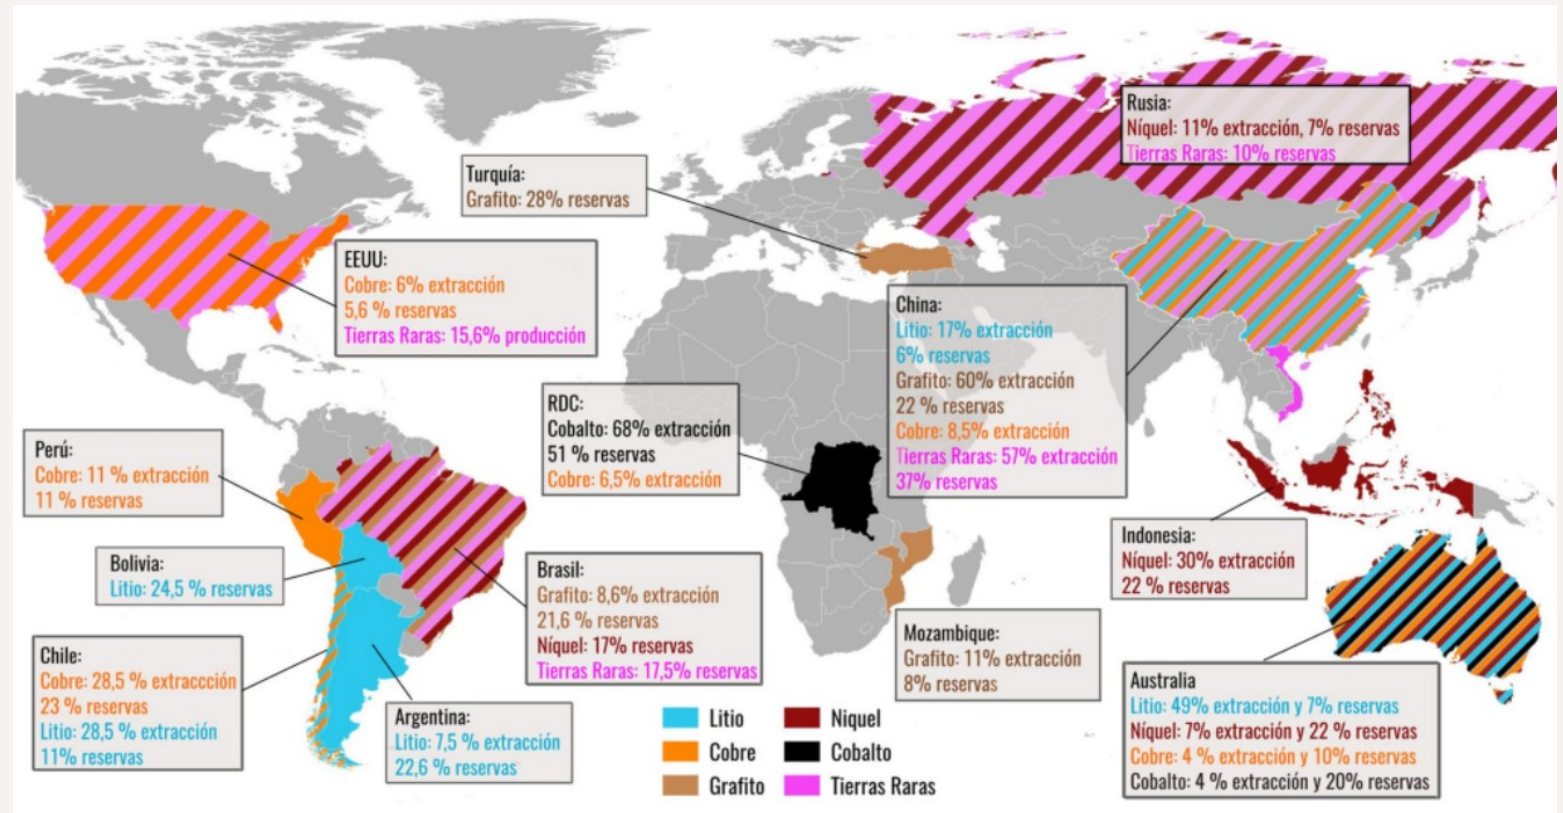 Rusia:
Níquel: 11% extracción, 7% reservas
Tierras Raras: 10% reservas
Turquía:
Grafito: 28% reservas
EEUU:
Cobre: 6% extracción
5,6 % reservas
Tierras Raras: 15,6% producción
China:
Litio: 17% extracción
6% reservas
Grafito: 60% extracción
22 % reservas
Cobre: 8,5% extracción
Tierras Raras: 57% extracción
37% reservas
RDC:
Cobalto: 68% extracción
51 % reservas
Cobre: 6,5% extracción
Perú:
Cobre: 11 % extracción
11 % reservas
Bolivia:
Litio: 24,5 % reservas
Brasil:
Grafito: 8,6% extracción
21,6 % reservas
Níquel: 17% reservas
Tierras Raras: 17,5% reservas
Indonesia:
Níquel: 30% extracción
22 % reservas
Mozambique:
Grafito: 11% extracción
8% reservas
Chile:
Cobre: 28,5 % extraccción
23 % reservas
Litio: 28,5 % extracción
11% reservas
Argentina:
Litio: 7,5 % extracción
22,6 % reservas
Australia
Litio: 49% extracción y 7% reservas
Níquel: 7% extracción y 22 % reservas
Cobre: 4 % extracción y 10% reservas
Cobalto: 4 % extracción y 20% reservas
Litio
Cobre
Grafito
Niquel
Cobalto
Tierras Raras